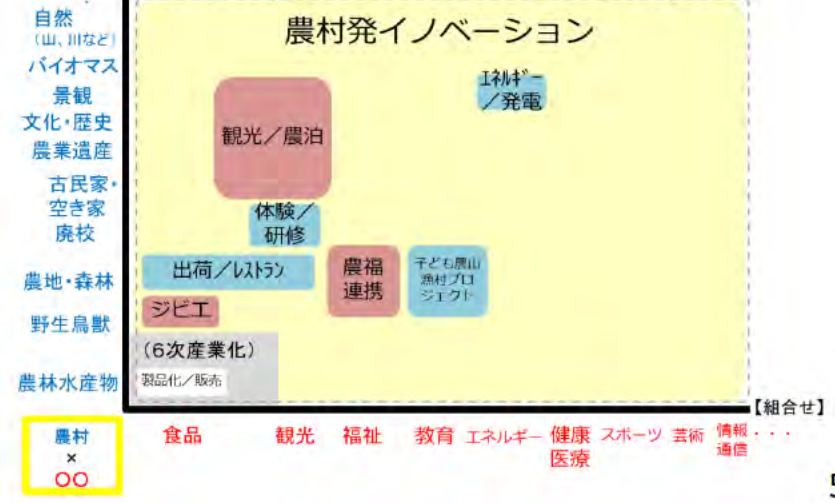 自然
(山、川など)
農村発イノベーション
バイオマス
景観
文化・歴史
農業遺産
古民家・
空き家
廃校
農地・森林
野生鳥獣
農林水産物
エネルギー
／発電
観光／農泊
体験／
研修
出荷／レストラン
農福
連携
子ども農山
漁村プロ
ジェクト
ジビエ
(6次産業化)
製品化／販売
【組合せ】
農村
×
〇〇
食品
観光
福祉
教育
エネルギー
健康
医療
スポーツ
芸術
情報
通信
・・・